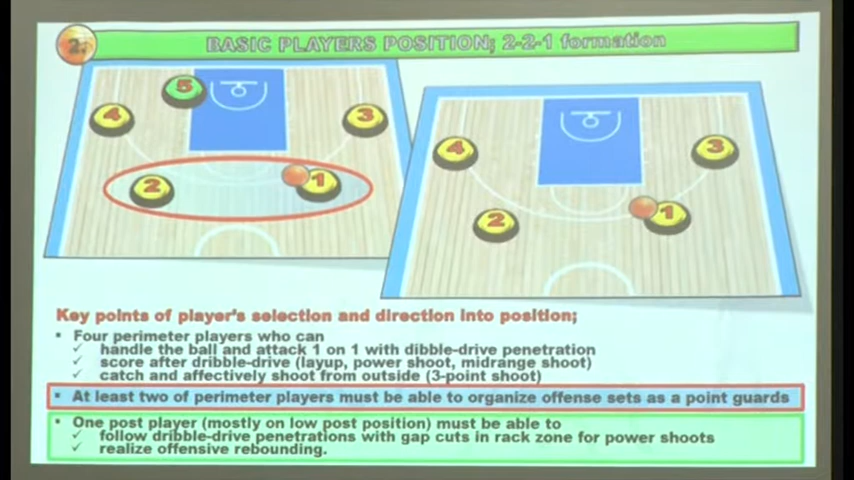 2.
BASIC PLAYERS POSITION; 2-2-1 formation
5
4
3
2
1
4
3
2
1
Key points of player's selection and direction into position;
Four perimeter players who can
handle the ball and attack 1 on 1 with dibble-drive penetration
score after dribble-drive (layup, power shoot, midrange shoot)
catch and affectively shoot from outside (3-point shoot)
At least two of perimeter players must be able to organize offense sets as a point guards
One post player (mostly on low post position) must be able to
follow dribble-drive penetrations with gap cuts in rack zone for power shoots
realize offensive rebounding.